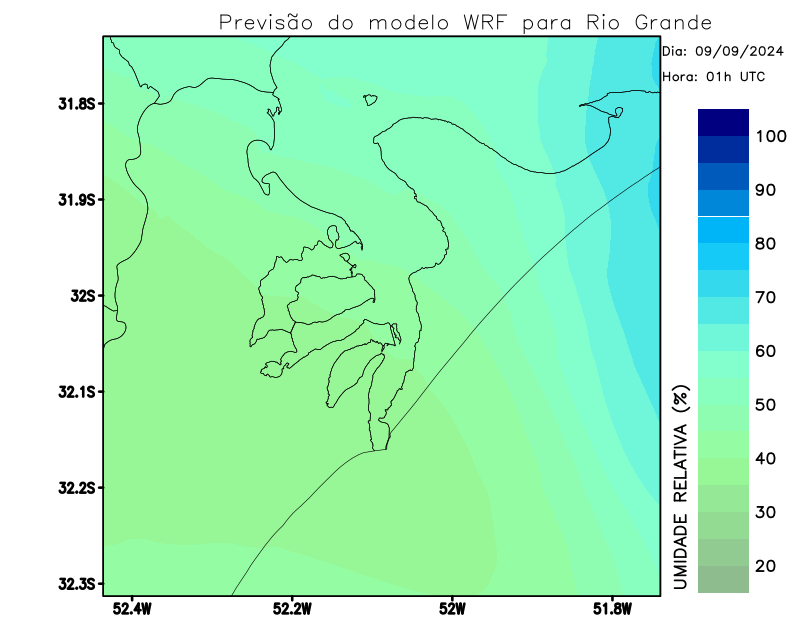 Previsão do modelo WRF para Rio Grande
Dia: 09/09/2024
Hora: 01h UTC
31.8S
31.9S
32S
32.1S
32.2S
32.3S
52.4W
52.2W
52W
51.8W
100
90
80
70
60
50
40
30
20
UMIDADE RELATIVA (%)